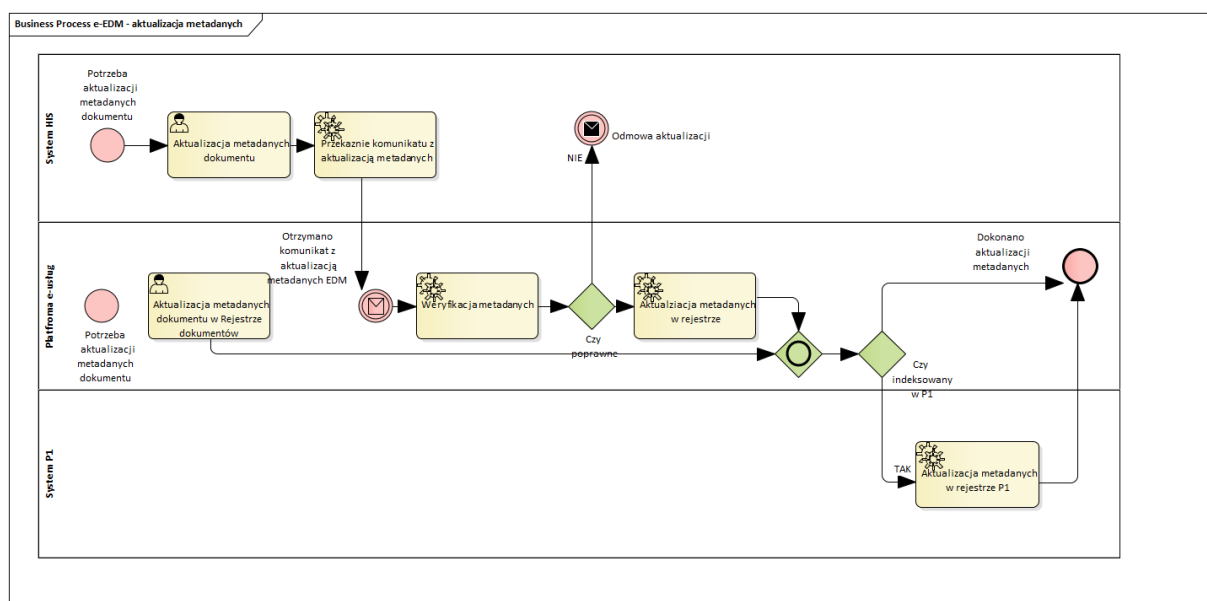 Business Process e-EDM - aktualizacja metadanych
System HIS
Potrzeba
aktualizacji
metadanych
dokumentu
Aktualizacja metadanych
dokumentu
Przekaznie komunikatu z
aktualizacją metadanych
Odmowa aktualizacji
NIE
Platfroma e-usług
Otrzymano
komunikat z
aktualizacją
metadanych EDM
Dokonano
aktualizacji
metadanych
Potrzeba
aktualizacji
metadanych
dokumentu
Aktualizacja metadanych
dokumentu w Rejestrze
dokumentów
Weryfikacja metadanych
Czy
poprawne
Aktualziacja metadanych
w rejestrze
Czy
indeksowany
w P1
System P1
TAK
Aktualizacja metadanych
w rejestrze P1